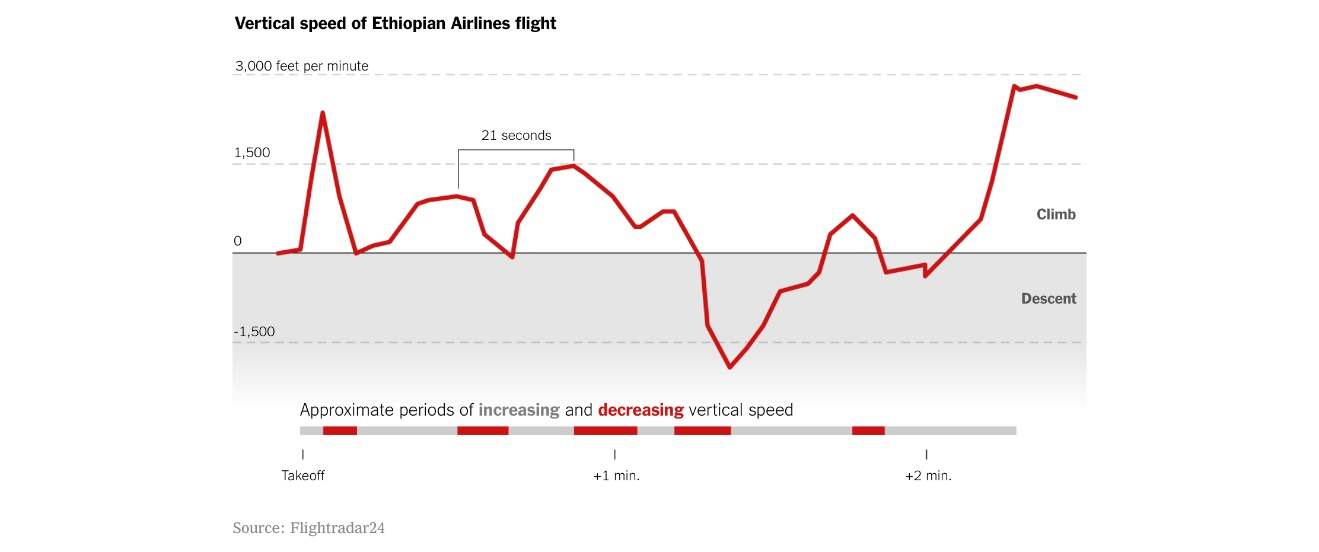 Vertical speed of Ethiopian Airlines flight
3,000 feet per minute
21 seconds
1,500
Climb
0
Descent
-1,500
Approximate periods of increasing and decreasing vertical speed
Takeoff
+1 min.
+2 min.
Source: Flightradar24